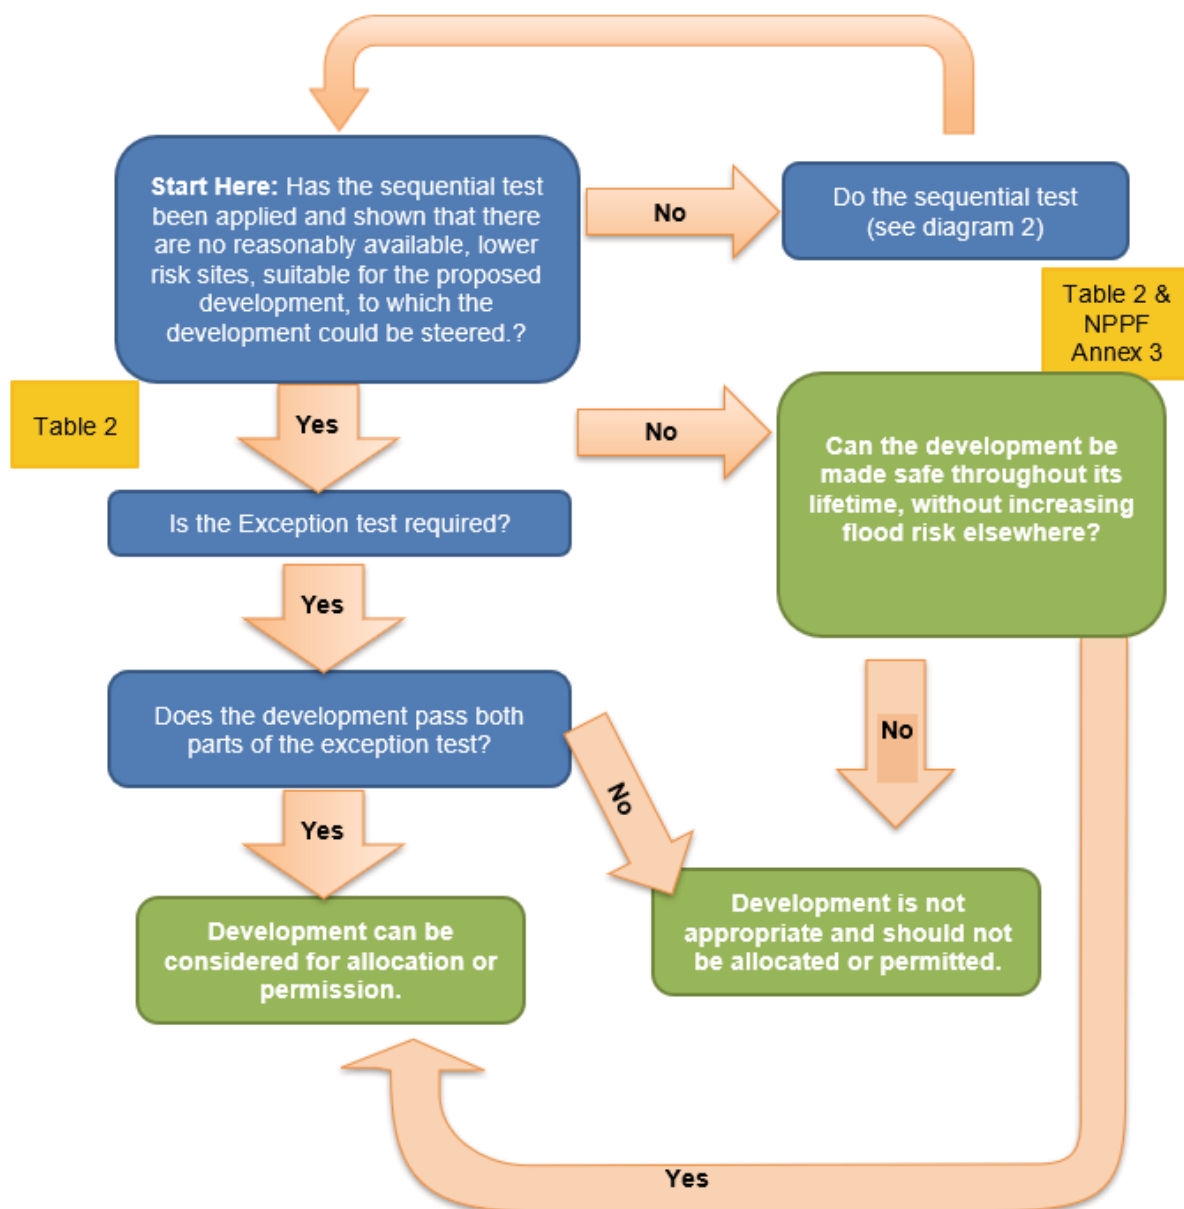 Start Here: Has the sequential test
been applied and shown that there
are no reasonably available, lower
risk sites, suitable for the proposed
development, to which the
development could be steered.?
No
Do the sequential test
(see diagram 2)
Table 2 &
NPPF
Annex 3
Table 2
Yes
No
Can the development be
made safe throughout its
lifetime, without increasing
flood risk elsewhere?
Is the Exception test required?
Yes
Does the development pass both
parts of the exception test?
No
No
Yes
Development can be
considered for allocation or
permission.
Development is not
appropriate and should not
be allocated or permitted.
Yes